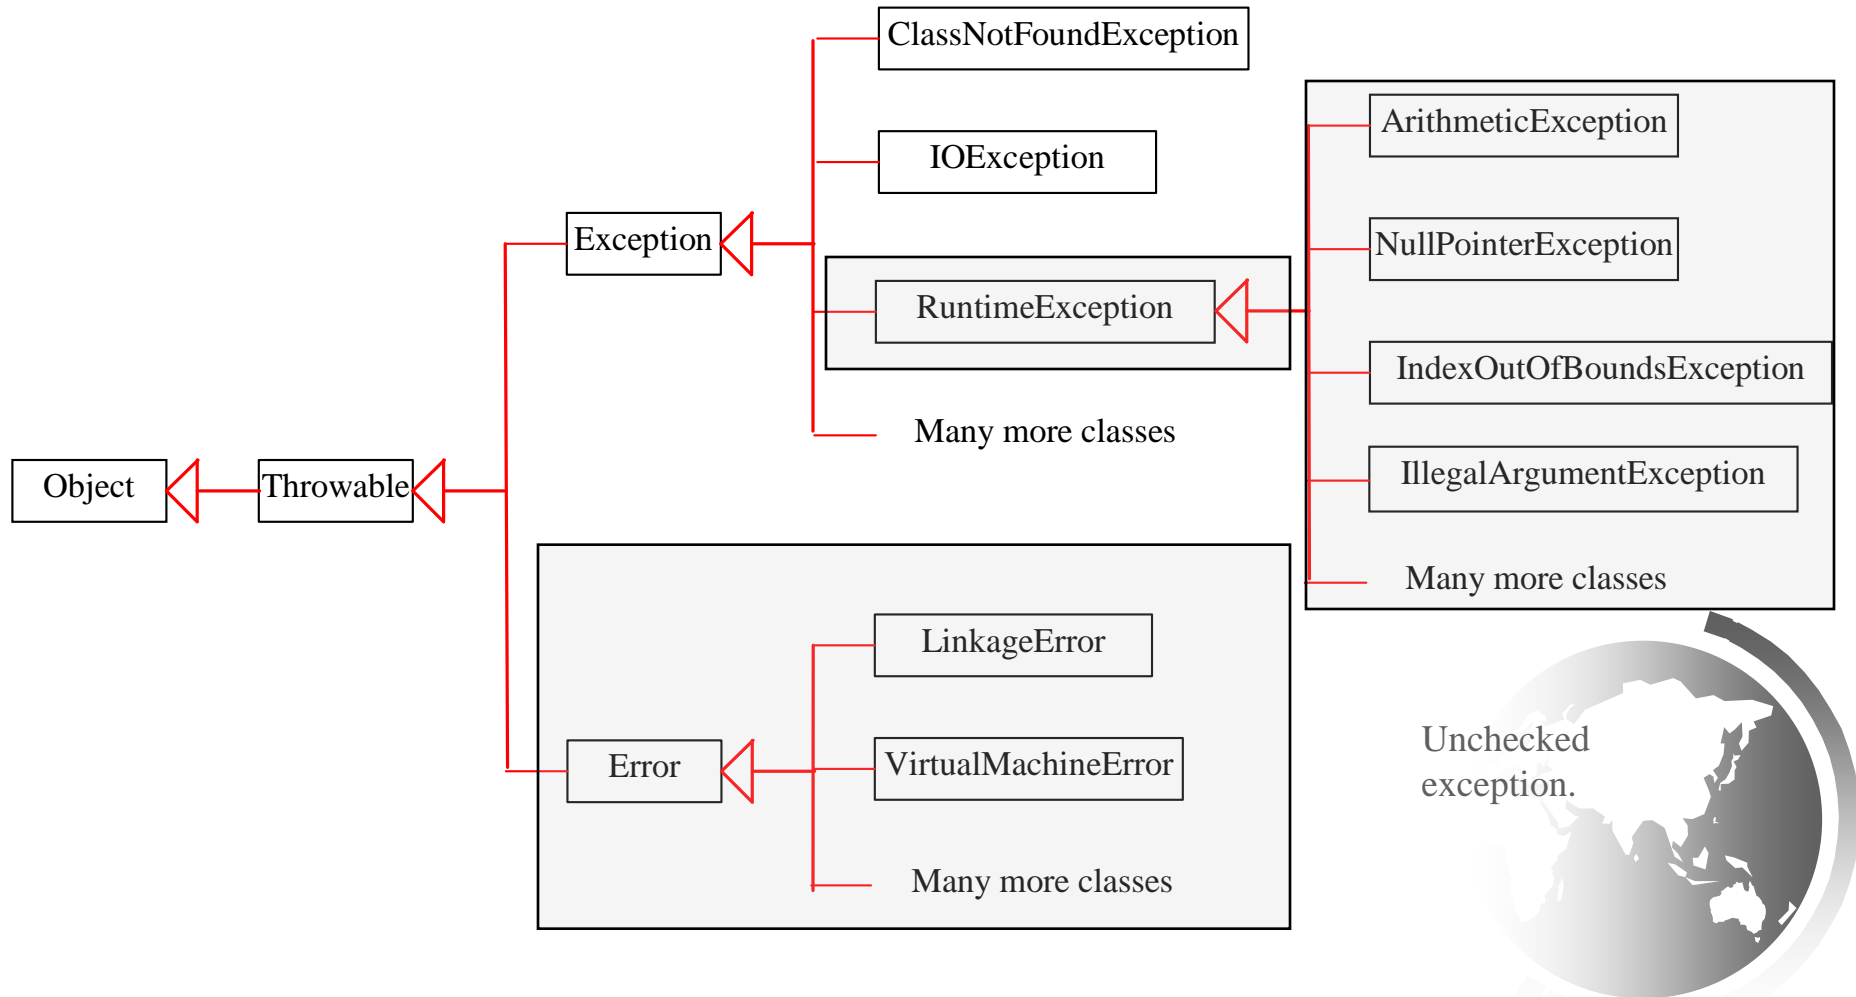 ClassNotFoundException
ArithmeticException
IOException
Exception
NullPointerException
RuntimeException
IndexOutOfBoundsException
Many more classes
Object
Throwable
IllegalArgumentException
Many more classes
LinkageError
Error
VirtualMachineError
Unchecked
exception.
Many more classes